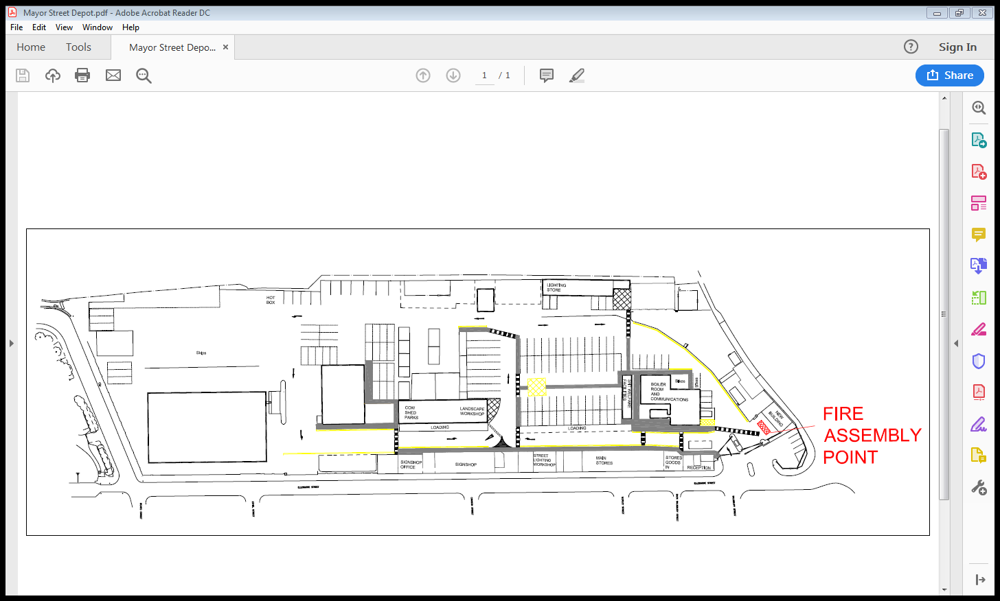 Mayor Street Depot.pdf - Adobe Acrobat Reader DC
File Edit View Window Help
Home Tools Mayor Street Depo... × Sign In
1 / 1 Share
LIGHTING
STORE
HOT
BOX
Skips
COW
SHED
PARKS
LANDSCAPE
WORKSHOP
LOADING
LOADING
BOILER
ROOM
AND
COMMUNICATIONS
Bikes
NEW
BUILDING
FIRE
ASSEMBLY
POINT
SIGNSHOP
OFFICE
SIGNSHOP
STREET
LIGHTING
WORKSHOP
MAIN
STORES
STORES
GOODS
IN
RECEPTION